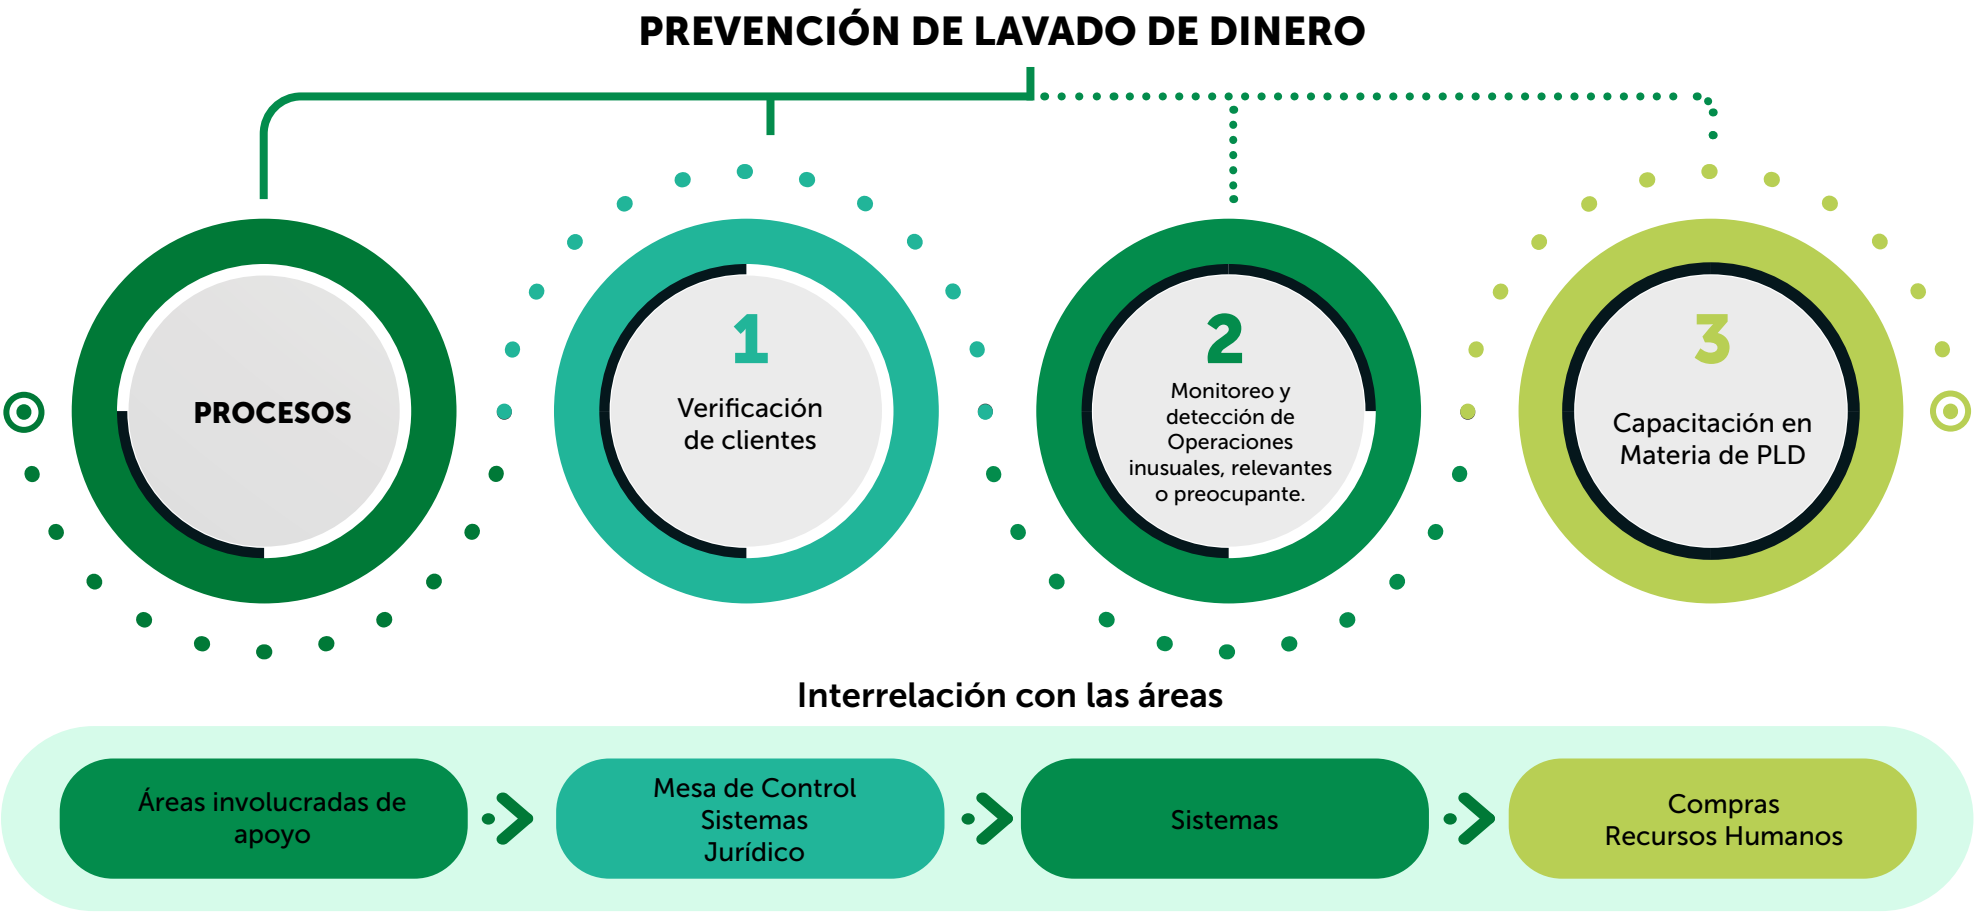 PREVENCIÓN DE LAVADO DE DINERO
PROCESOS
1
Verificación
de clientes
2
Monitoreo y
detección de
Operaciones
inusuales, relevantes
o preocupante.
3
Capacitación en
Materia de PLD
Interrelación con las áreas
Áreas involucradas de
apoyo
Mesa de Control
Sistemas
Jurídico
Sistemas
Compras
Recursos Humanos